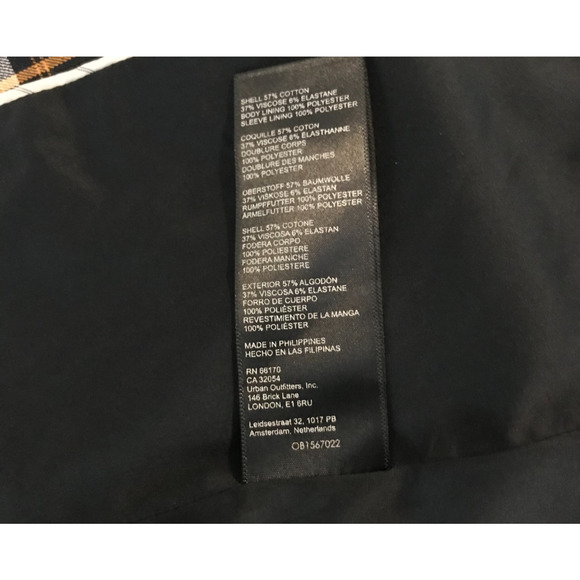 SHELL 57% COTTON
37% VISCOSE 6% ELASTANE
BODY LINING 100% POLYESTER
SLEEVE LINING 100% POLYESTER
COQUILLE 57% COTON
37% VISCOSE 6% ÉLASTHANNE
DOUBLURE CORPS
100% POLYESTER
DOUBLURE DES MANCHES
100% POLYESTER
OBERSTOFF 57% BAUMWOLLE
37% VISKOSE 6% ELASTAN
RUMPFFUTTER 100% POLYESTER
ÄRMELFUTTER 100% POLYESTER
SHELL 57% COTONE
37% VISCOSA 6% ELASTAN
FODERA CORPO
100% POLIESTERE
FODERA MANICHE
100% POLIESTERE
EXTERIOR 57% ALGODÓN
37% VISCOSA 6% ELASTANE
FORRO DE CUERPO
100% POLIÉSTER
REVESTIMIENTO DE LA MANGA
100% POLIÉSTER
MADE IN PHILIPPINES
HECHO EN LAS FILIPINAS
RN 66170
CA 32054
Urban Outfitters, Inc.
146 Brick Lane
LONDON, E1 6RU
Leidsestraat 32, 1017 PB
Amsterdam, Netherlands
OB1567022